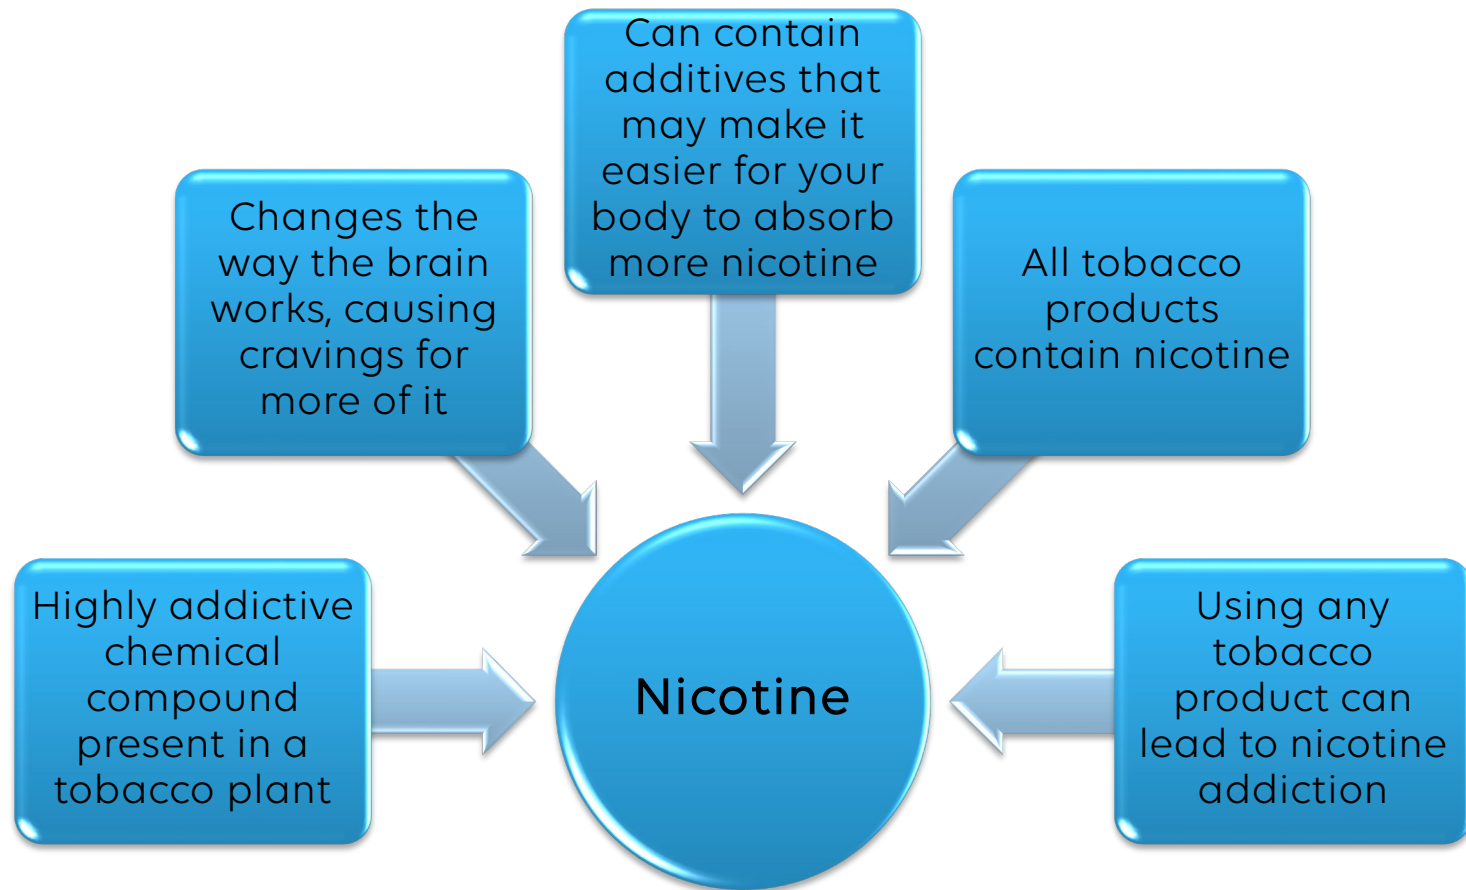 Can contain
additives that
may make it
easier for your
body to absorb
more nicotine
Changes the
way the brain
works, causing
cravings for
more of it
All tobacco
products
contain nicotine
Highly addictive
chemical
compound
present in a
tobacco plant
Nicotine
Using any
tobacco
product can
lead to nicotine
addiction